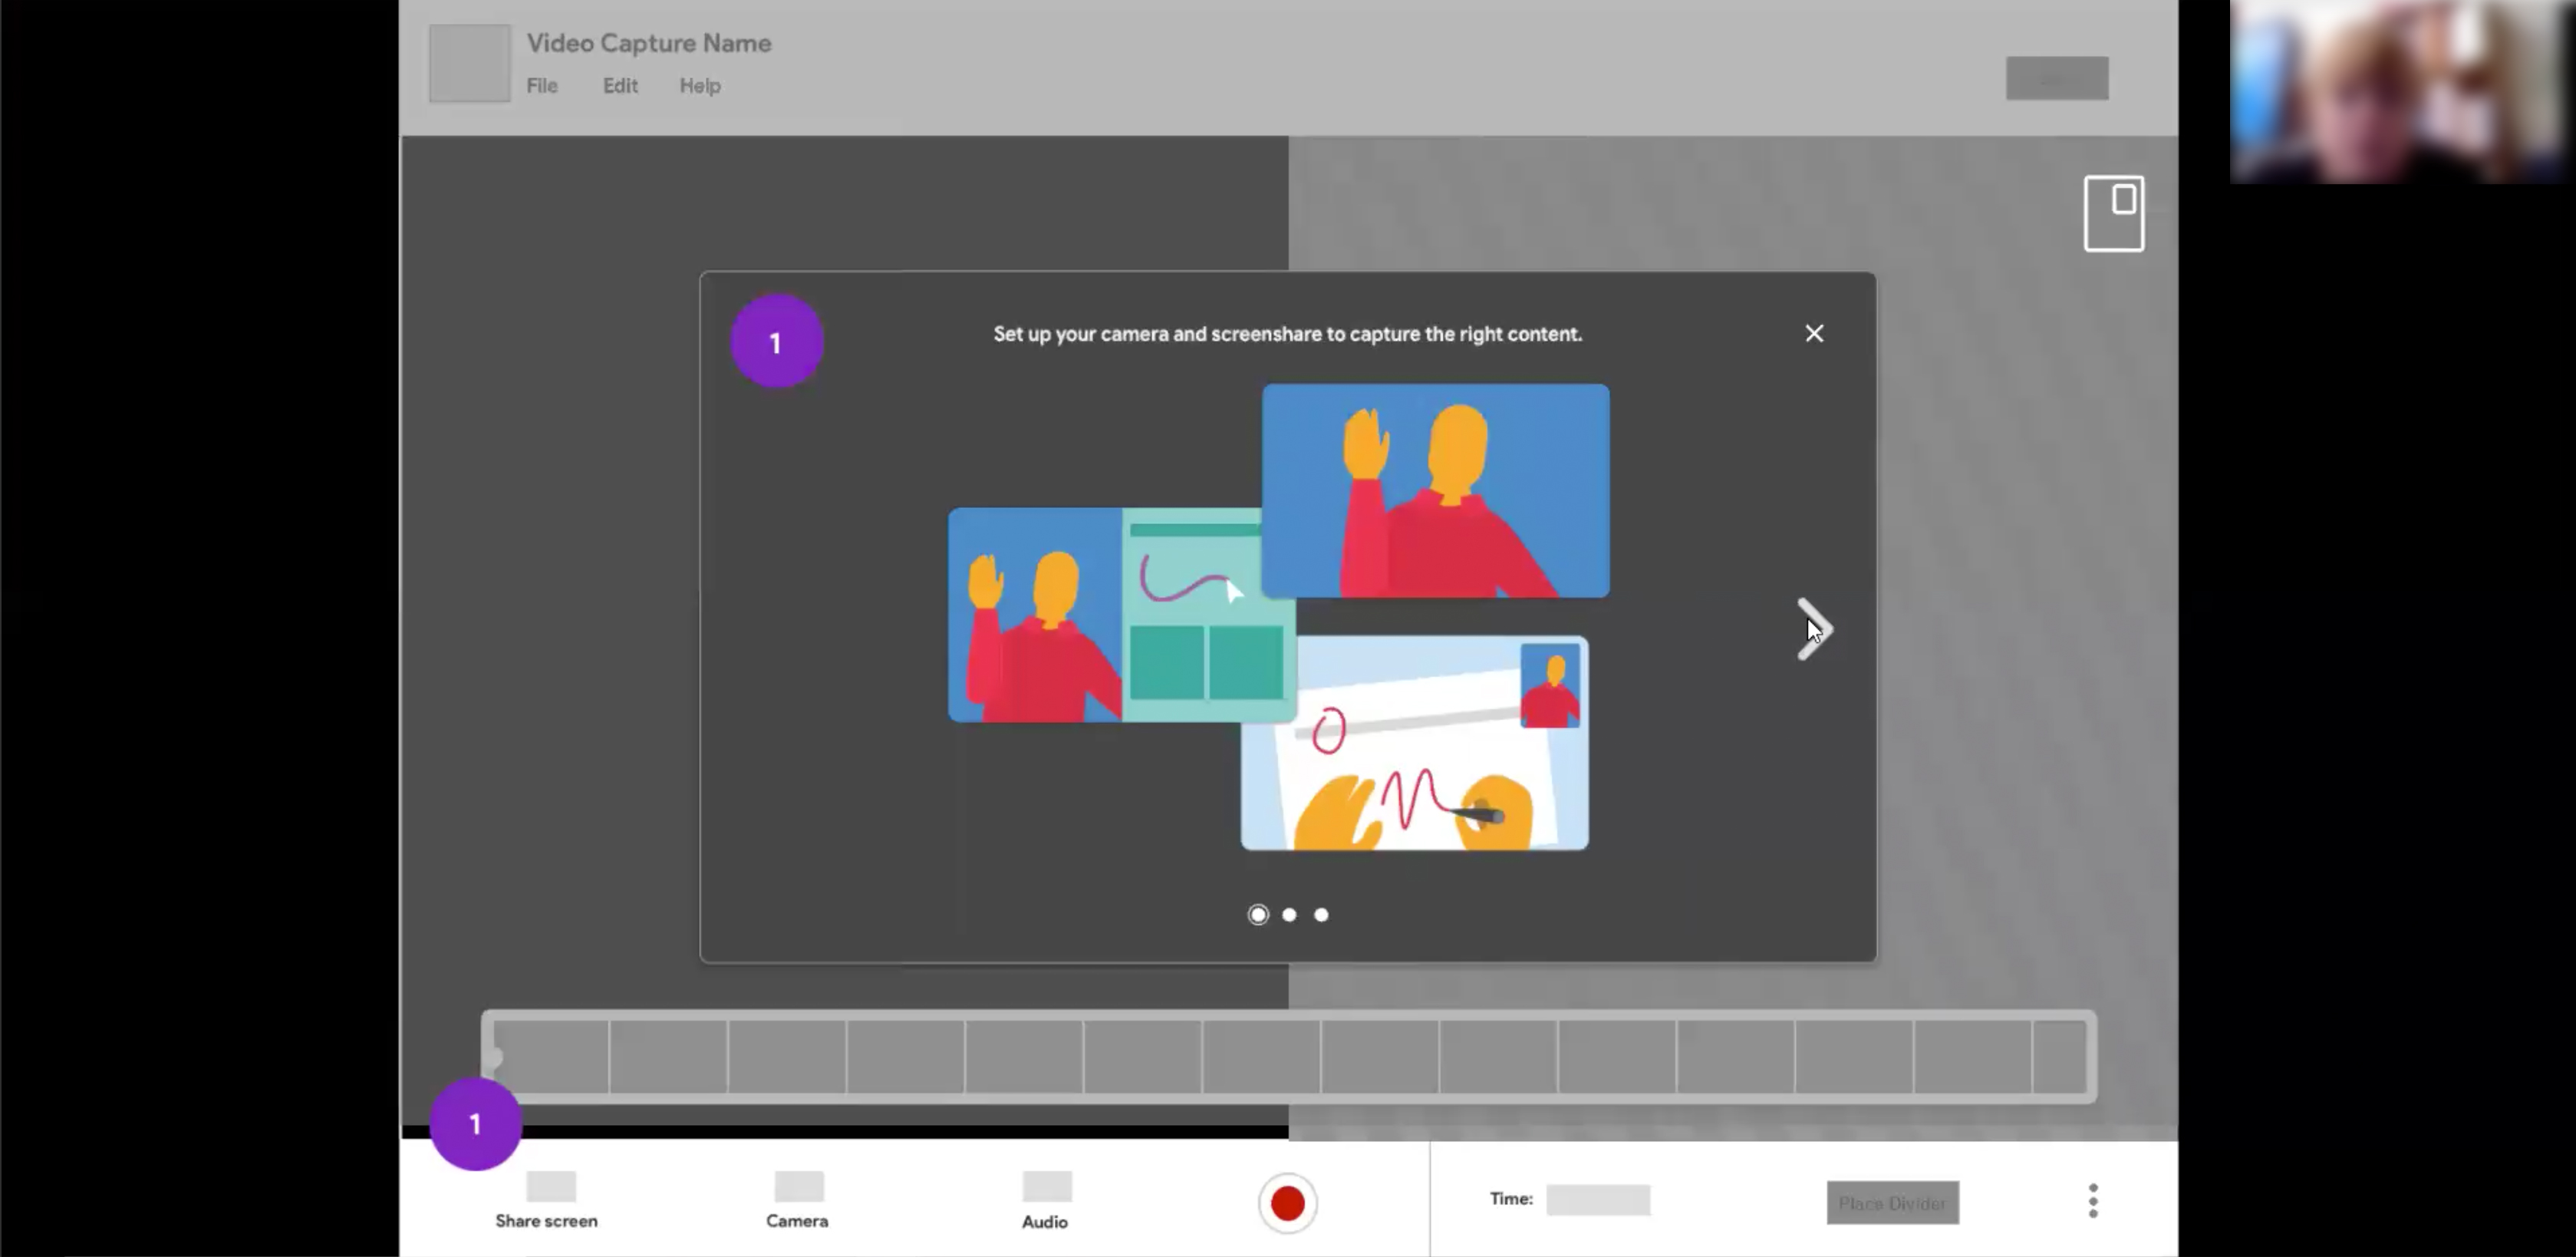 Video Capture Name
File Edit Help
1
Set up your camera and screenshare to capture the right content.
1
Share screen
Camera
Audio
Time:
Place Divider